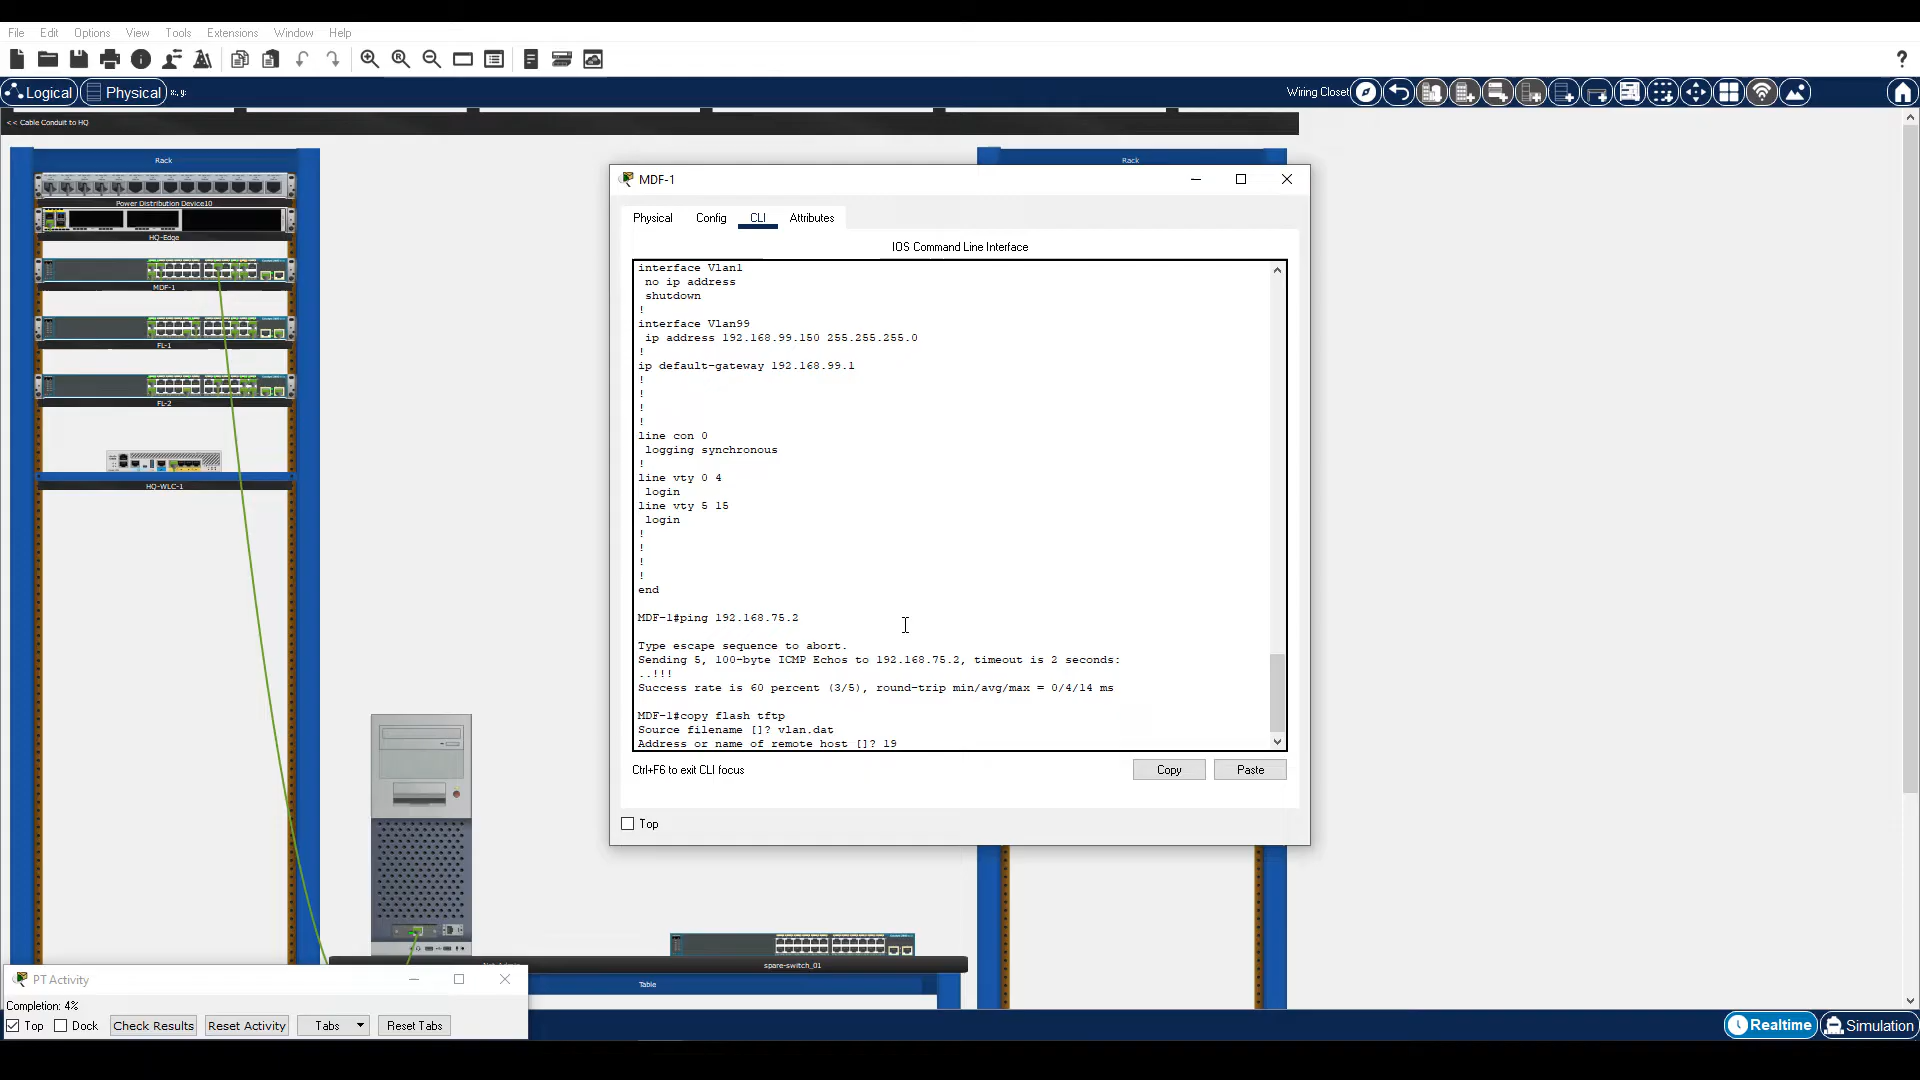 File Edit Options View Tools Extensions Window Help
?
Logical Physical x, y: Wiring Closet
<< Cable Conduit to HQ
Rack
Rack
Power Distribution Device10
HQ-Edge
MDF-1
FL-1
FL-2
HQ-WLC-1
MDF-1
Physical Config CLI Attributes
IOS Command Line Interface
interface Vlan1
no ip address
shutdown
!
interface Vlan99
ip address 192.168.99.150 255.255.255.0
!
ip default-gateway 192.168.99.1
!
!
!
!
line con 0
logging synchronous
!
line vty 0 4
login
line vty 5 15
login
!
!
!
!
end
MDF-1#ping 192.168.75.2
Type escape sequence to abort.
Sending 5, 100-byte ICMP Echos to 192.168.75.2, timeout is 2 seconds:
..!!!
Success rate is 60 percent (3/5), round-trip min/avg/max = 0/4/14 ms
MDF-1#copy flash tftp
Source filename []? vlan.dat
Address or name of remote host []? 19
Ctrl+F6 to exit CLI focus
Copy Paste
Top
spare-switch_01
Table
PT Activity
Completion: 4%
Top Dock Check Results Reset Activity Tabs Reset Tabs
Realtime Simulation